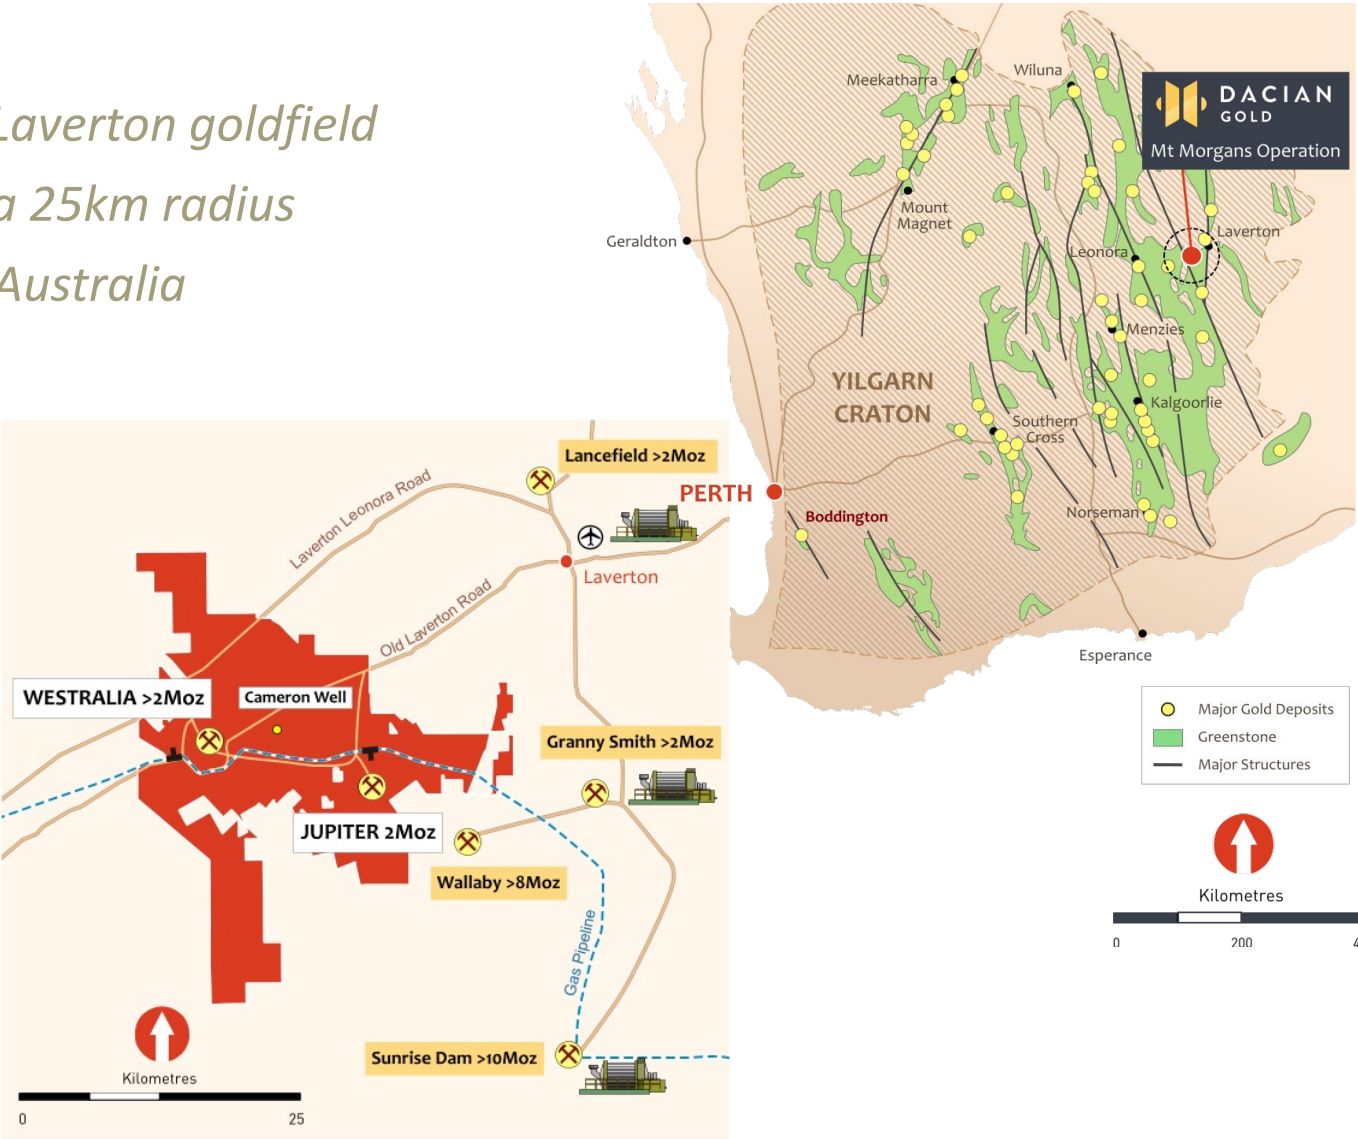 Laverton goldfield
a 25km radius
Australia
Meekatharra
Wiluna
DACIAN
GOLD
Mt Morgans Operation
Mount
Magnet
Geraldton
Laverton
Leonora
Menzies
YILGARN
CRATON
Kalgoorlie
Southern
Cross
PERTH
Boddington
Norseman
Esperance
Major Gold Deposits
Greenstone
Major Structures
Kilometres
0 200 4
Lancefield >2Moz
Laverton Leonora Road
Laverton
Old Laverton Road
WESTRALIA >2Moz
Cameron Well
Granny Smith >2Moz
JUPITER 2Moz
Wallaby >8Moz
Gas Pipeline
Sunrise Dam >10Moz
Kilometres
0 25